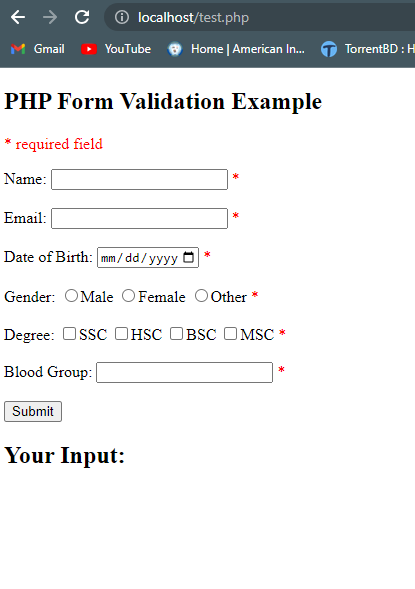 localhost/test.php
Gmail YouTube Home | American In... TorrentBD : H
PHP Form Validation Example
* required field
Name: *
Email: *
Date of Birth: mm/dd/yyyy *
Gender: Male Female Other *
Degree: SSC HSC BSC MSC *
Blood Group: *
Submit
Your Input: